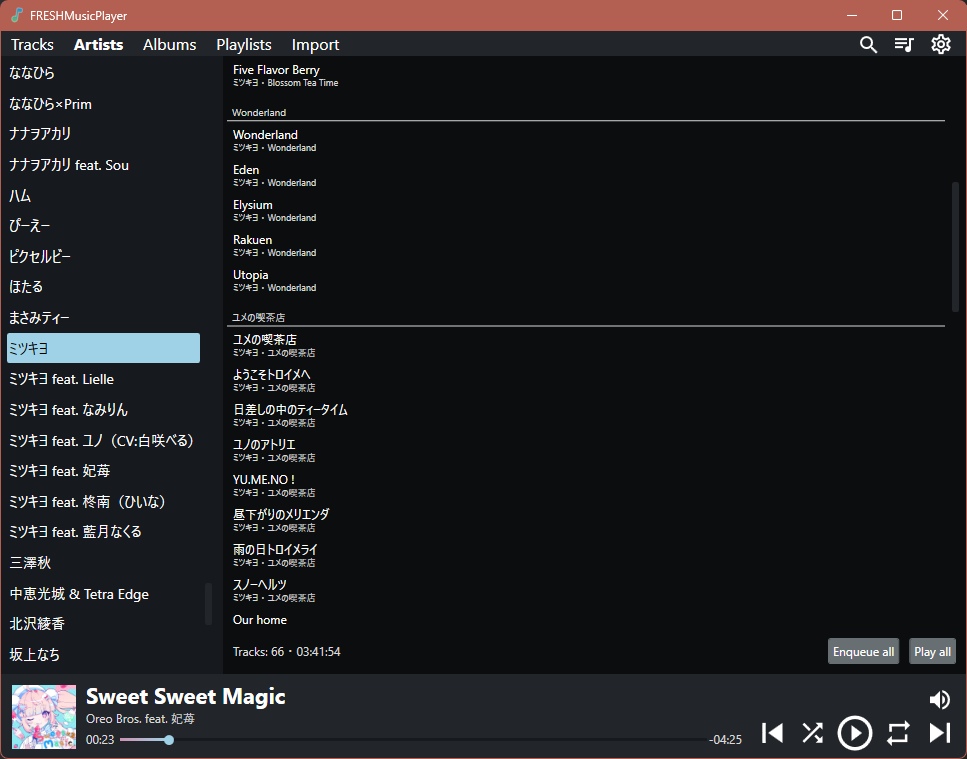 FRESHMusicPlayer
Tracks Artists Albums Playlists Import
ななひら
ななひら×Prim
ナナヲアカリ
ナナヲアカリ feat. Sou
ハム
ぴーえー
ピクセルビー
ほたる
まさみティー
ミツキヨ
ミツキヨ feat. Lielle
ミツキヨ feat. なみりん
ミツキヨ feat. ユノ（CV:白咲べる）
ミツキヨ feat. 妃苺
ミツキヨ feat. 柊南（ひいな）
ミツキヨ feat. 藍月なくる
三澤秋
中恵光城 & Tetra Edge
北沢綾香
坂上なち
Five Flavor Berry
ミツキヨ・Blossom Tea Time
Wonderland
Wonderland
ミツキヨ・Wonderland
Eden
ミツキヨ・Wonderland
Elysium
ミツキヨ・Wonderland
Rakuen
ミツキヨ・Wonderland
Utopia
ミツキヨ・Wonderland
ユメの喫茶店
ユメの喫茶店
ミツキヨ・ユメの喫茶店
ようこそトロイメへ
ミツキヨ・ユメの喫茶店
日差しの中のティータイム
ミツキヨ・ユメの喫茶店
ユノのアトリエ
ミツキヨ・ユメの喫茶店
YU.ME.NO !
ミツキヨ・ユメの喫茶店
昼下がりのメリエンダ
ミツキヨ・ユメの喫茶店
雨の日トロイメライ
ミツキヨ・ユメの喫茶店
スノーヘルツ
ミツキヨ・ユメの喫茶店
Our home
Tracks: 66・03:41:54
Enqueue all Play all
Sweet Sweet Magic
Oreo Bros. feat. 妃苺
00:23 -04:25